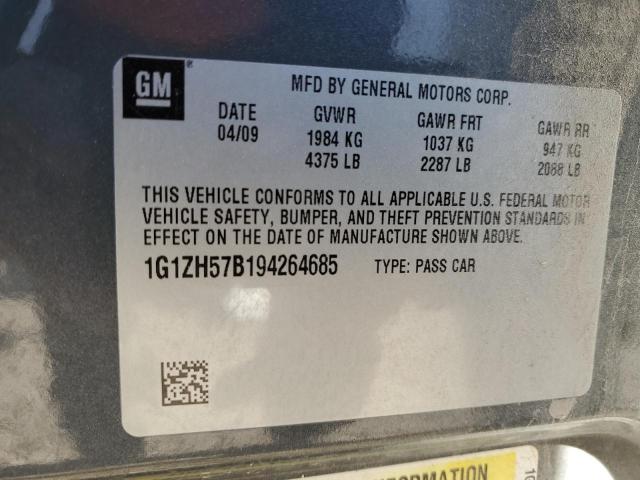 GM
®
MFD BY GENERAL MOTORS CORP.
DATE GVWR GAWR FRT GAWR RR
04/09 1984 KG 1037 KG 947 KG
4375 LB 2287 LB 2088 LB
THIS VEHICLE CONFORMS TO ALL APPLICABLE U.S. FEDERAL MOTOR
VEHICLE SAFETY, BUMPER, AND THEFT PREVENTION STANDARDS IN
EFFECT ON THE DATE OF MANUFACTURE SHOWN ABOVE.
1G1ZH57B194264685 TYPE: PASS CAR
INFORMATION